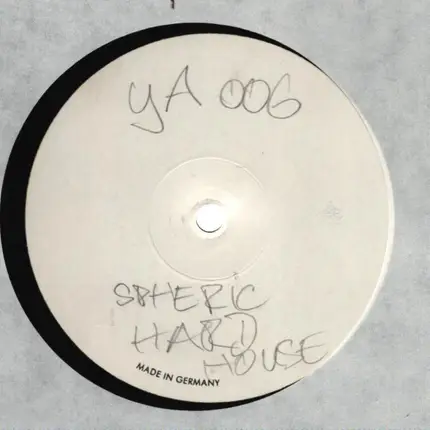 YA 006
SPHERIC
HARD
HOUSE
MADE IN GERMANY